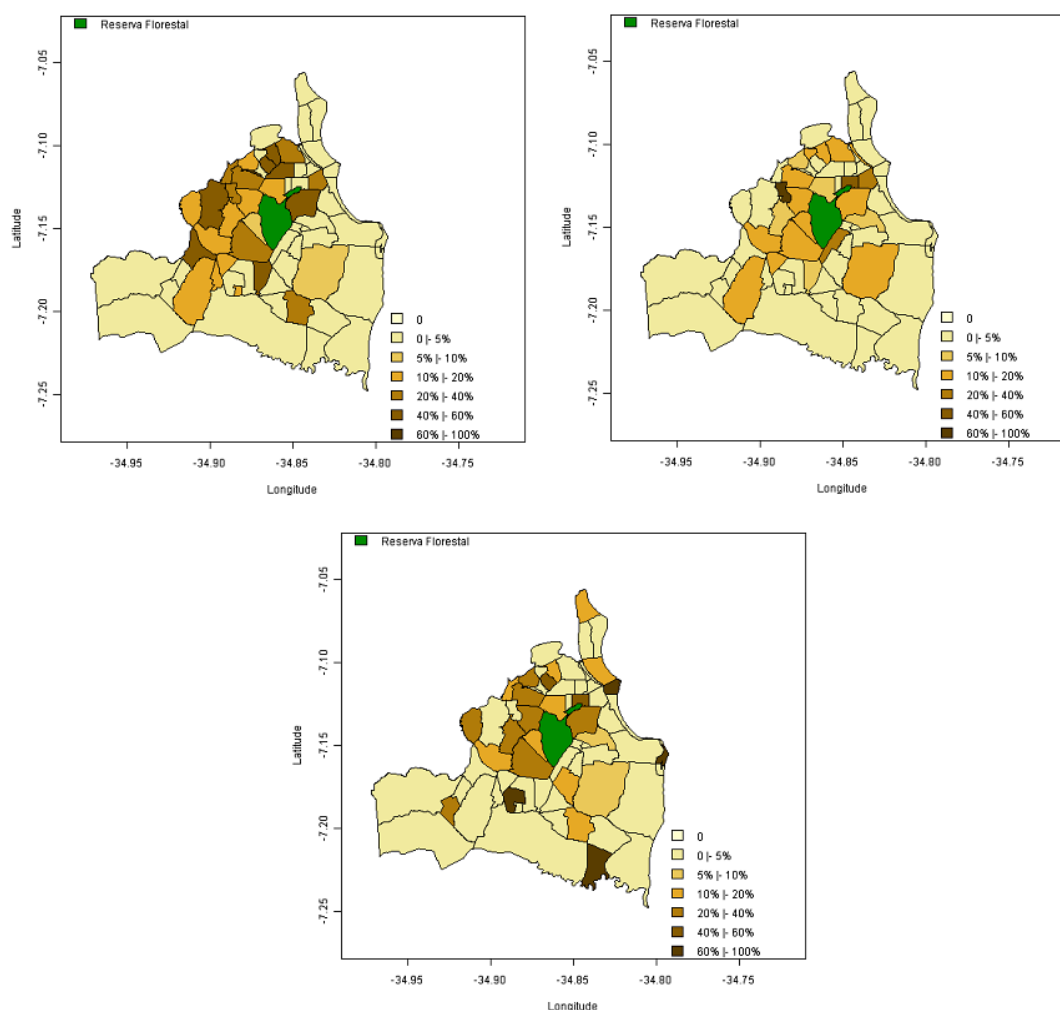 Reserva Florestal
-7.05
-7.10
-7.15
-7.20
-7.25
Latitude
0
0 |- 5%
5% |- 10%
10% |- 20%
20% |- 40%
40% |- 60%
60% |- 100%
-34.95 -34.90 -34.85 -34.80 -34.75
Longitude
Reserva Florestal
-7.05
-7.10
-7.15
-7.20
-7.25
Latitude
0
0 |- 5%
5% |- 10%
10% |- 20%
20% |- 40%
40% |- 60%
60% |- 100%
-34.95 -34.90 -34.85 -34.80 -34.75
Longitude
Reserva Florestal
-7.05
-7.10
-7.15
-7.20
-7.25
Latitude
0
0 |- 5%
5% |- 10%
10% |- 20%
20% |- 40%
40% |- 60%
60% |- 100%
-34.95 -34.90 -34.85 -34.80 -34.75
Longitude